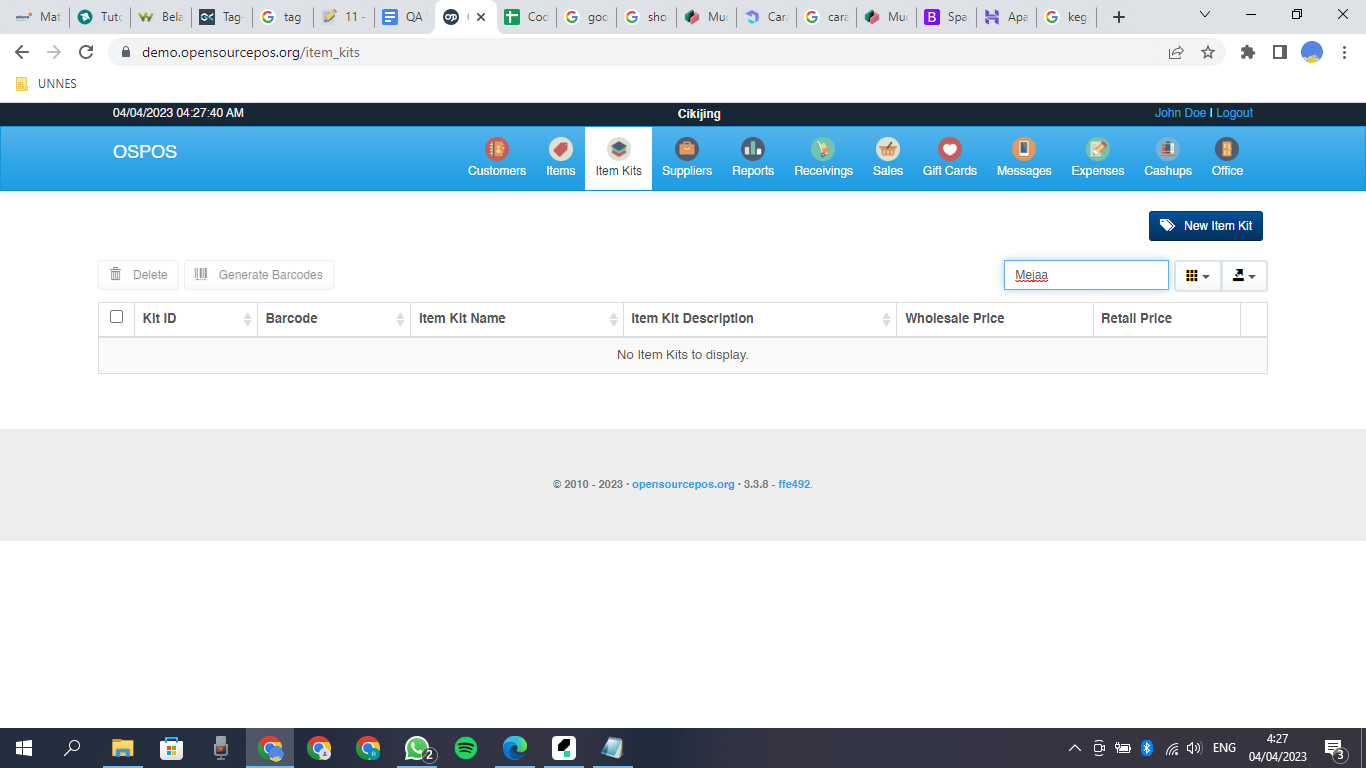 Mat
Tuto
Bela
Tag-
tag
11 -
QA
Cod
goo
sho
Muc
Cara
cara
Muc
Spa
Apa
keg
demo.opensourcepos.org/item_kits
UNNES
04/04/2023 04:27:40 AM
Cikijing
John Doe | Logout
OSPOS
Customers
Items
Item Kits
Suppliers
Reports
Receivings
Sales
Gift Cards
Messages
Expenses
Cashups
Office
New Item Kit
Delete
Generate Barcodes
Mejaa
Kit ID
Barcode
Item Kit Name
Item Kit Description
Wholesale Price
Retail Price
No Item Kits to display.
© 2010 - 2023 · opensourcepos.org · 3.3.8 - ffe492.
2
ENG
4:27
04/04/2023
3